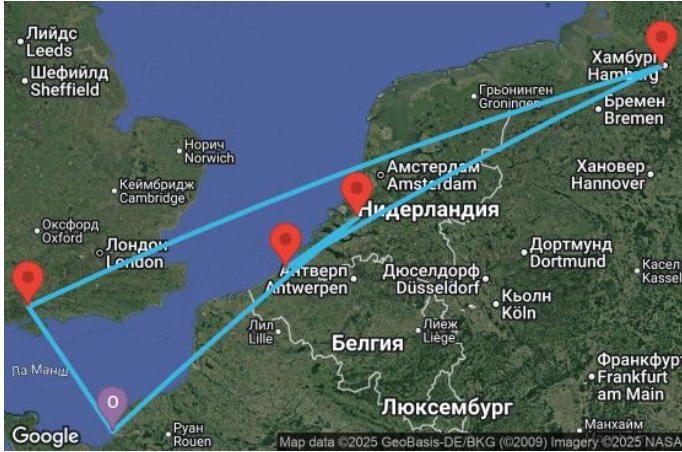 Лийдс
Leeds
Шефийлд
Sheffield
Хамбург
Hamburg
Грьонинген
Groningen
Бремен
Bremen
Норич
Norwich
Амстердам
Amsterdam
Хановер
Hannover
Кеймбридж
Cambridge
Нидерландия
Оксфорд
Oxford
Лондон
London
Дортмунд
Dortmund
Антверп
Antwerpen
Дюселдорф
Düsseldorf
Касел
Kassel
Кьолн
Köln
Лил
Lille
Белгия
Лиеж
Liège
Ла Манш
Франкфурт
Frankfurt
am Main
Люксембург
O
Руан
Rouen
Манхайм
Google
Map data ©2025 GeoBasis-DE/BKG (©2009) Imagery ©2025 NASA